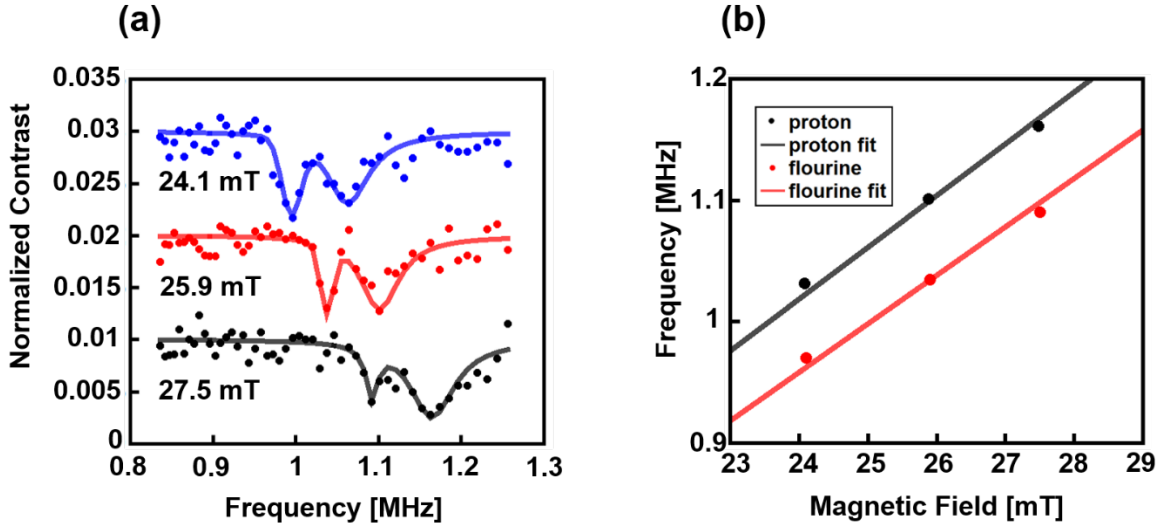 (a)
Normalized Contrast
0.035
0.03
0.025
0.02
0.015
0.01
0.005
0
24.1 mT
25.9 mT
27.5 mT
0.8 0.9 1 1.1 1.2 1.3
Frequency [MHz]
(b)
Frequency [MHz]
1.2
1.1
1
0.9
proton
proton fit
flourine
flourine fit
23 24 25 26 27 28 29
Magnetic Field [mT]